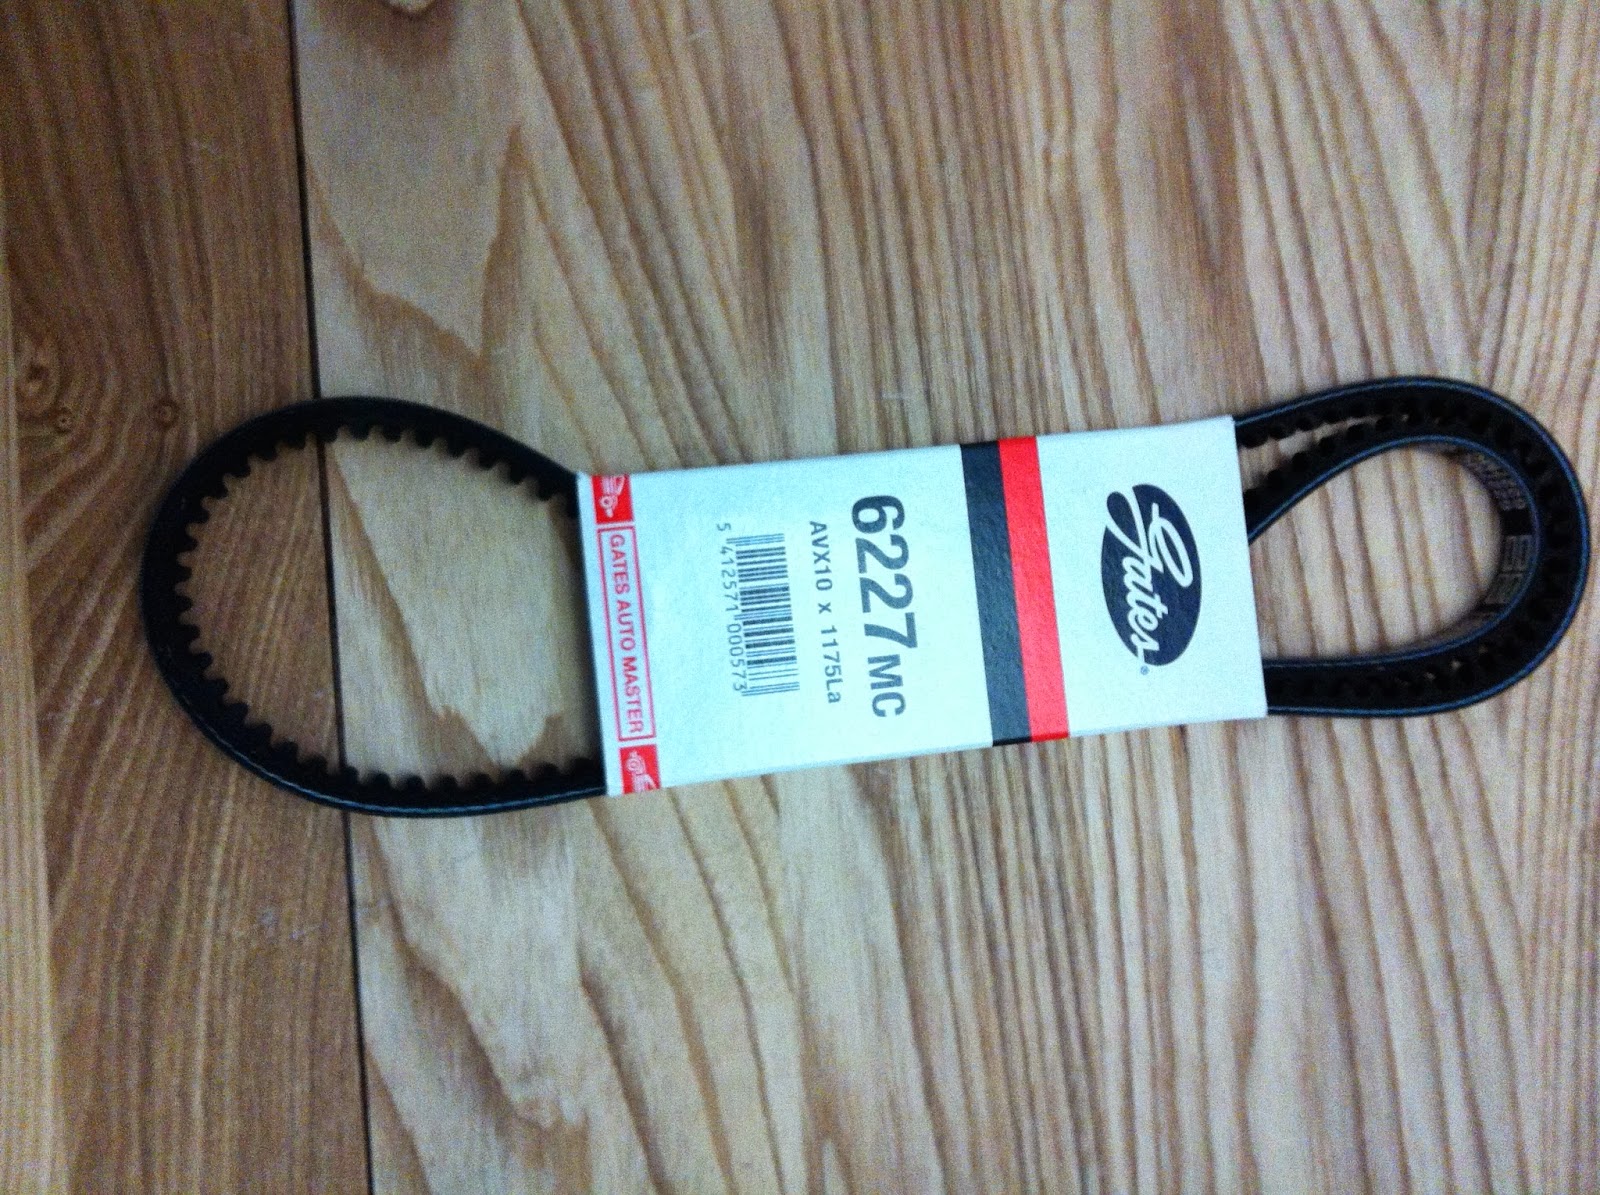 Gates®
6227 MC
AVX10 x 1175La
5 412571 000573
GATES AUTO MASTER